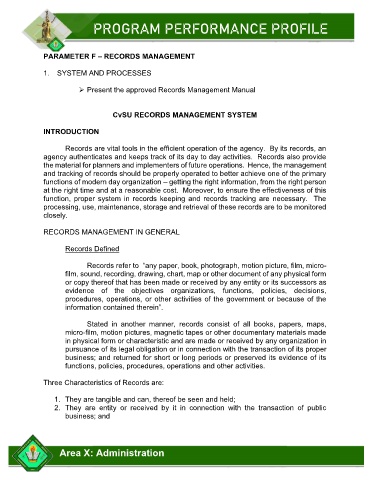 PROGRAM PERFORMANCE PROFILE
PARAMETER F – RECORDS MANAGEMENT
1. SYSTEM AND PROCESSES
➢ Present the approved Records Management Manual
CvSU RECORDS MANAGEMENT SYSTEM
INTRODUCTION
Records are vital tools in the efficient operation of the agency. By its records, an
agency authenticates and keeps track of its day to day activities. Records also provide
the material for planners and implementers of future operations. Hence, the management
and tracking of records should be properly operated to better achieve one of the primary
functions of modern day organization – getting the right information, from the right person
at the right time and at a reasonable cost. Moreover, to ensure the effectiveness of this
function, proper system in records keeping and records tracking are necessary. The
processing, use, maintenance, storage and retrieval of these records are to be monitored
closely.
RECORDS MANAGEMENT IN GENERAL
Records Defined
Records refer to "any paper, book, photograph, motion picture, film, micro-
film, sound, recording, drawing, chart, map or other document of any physical form
or copy thereof that has been made or received by any entity or its successors as
evidence of the objectives organizations, functions, policies, decisions,
procedures, operations, or other activities of the government or because of the
information contained therein".
Stated in another manner, records consist of all books, papers, maps,
micro-film, motion pictures, magnetic tapes or other documentary materials made
in physical form or characteristic and are made or received by any organization in
pursuance of its legal obligation or in connection with the transaction of its proper
business; and returned for short or long periods or preserved its evidence of its
functions, policies, procedures, operations and other activities.
Three Characteristics of Records are:
1. They are tangible and can, thereof be seen and held;
2. They are entity or received by it in connection with the transaction of public
business; and
Area X: Administration